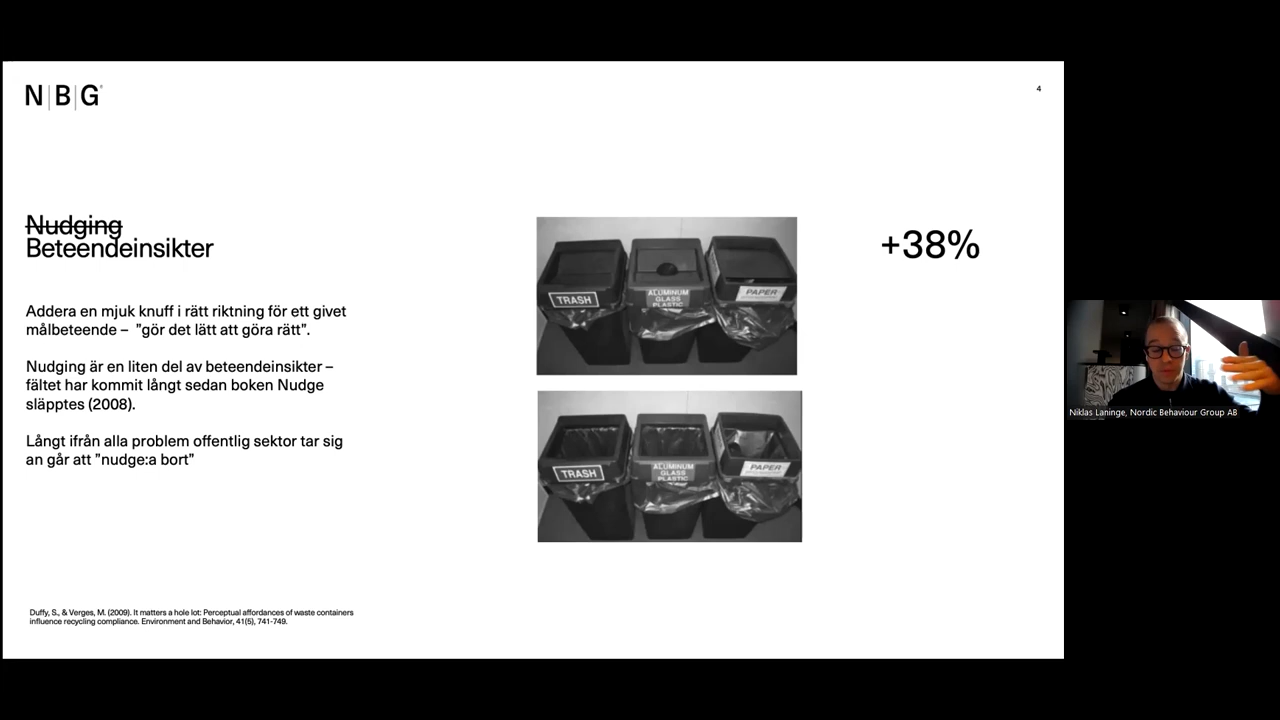 N|B|G®
4
Nudging
Beteendeinsikter
Addera en mjuk knuff i rätt riktning för ett givet
målbeteende – "gör det lätt att göra rätt".
Nudging är en liten del av beteendeinsikter –
fältet har kommit långt sedan boken Nudge
släpptes (2008).
Långt ifrån alla problem offentlig sektor tar sig
an går att "nudge:a bort"
TRASH
ALUMINUM
GLASS
PLASTIC
PAPER
TRASH
ALUMINUM
GLASS
PLASTIC
PAPER
+38%
Niklas Laninge, Nordic Behaviour Group AB
Duffy, S., & Verges, M. (2009). It matters a hole lot: Perceptual affordances of waste containers
influence recycling compliance. Environment and Behavior, 41(5), 741-749.